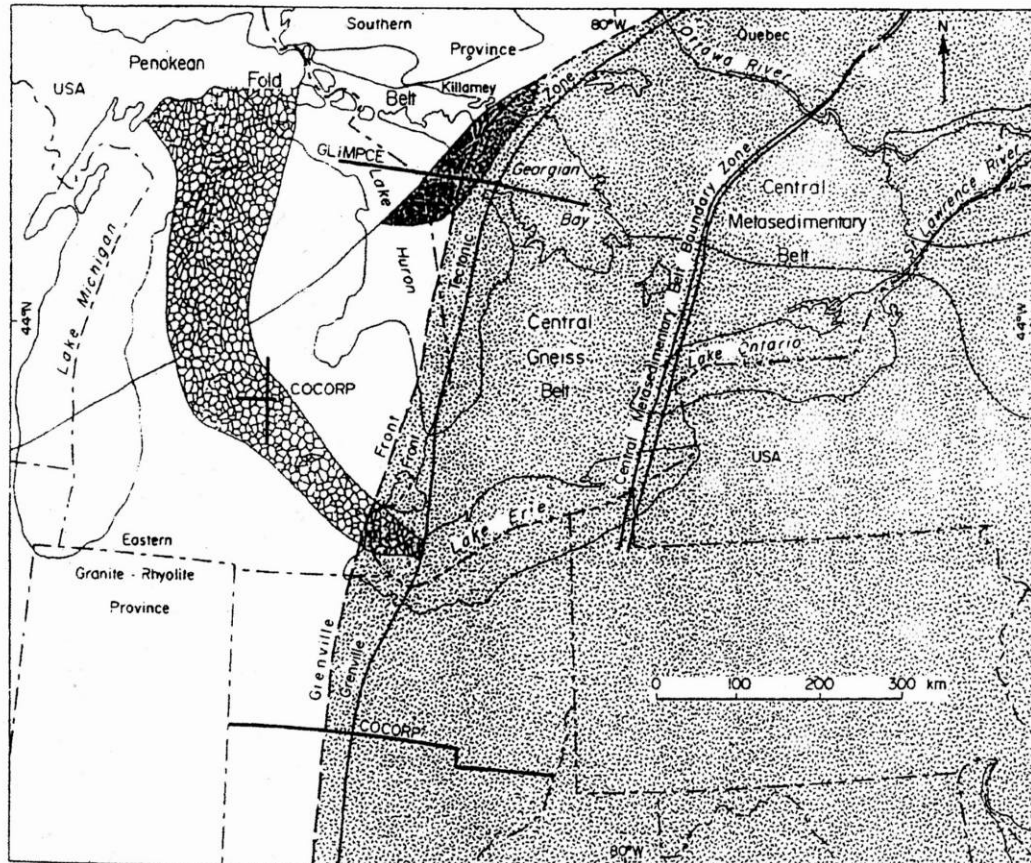 80°W
N
Southern
Province
Quebec
Ottawa River
Penokean
USA
Fold
Belt
Killarney
Zone
GLIMPCE
Lake
Huron
Georgian
Bay
Tectonic
Central
Metasedimentary
Belt
Lawrence River
Central Metasedimentary Belt Boundary Zone
Lake Michigan
44°N
44°N
Central
Gneiss
Belt
Lake Ontario
COCORP
Front
Front
USA
Lake Erie
Eastern
Granite - Rhyolite
Province
Grenville
Grenville
0 100 200 300 km
COCORP
80°W